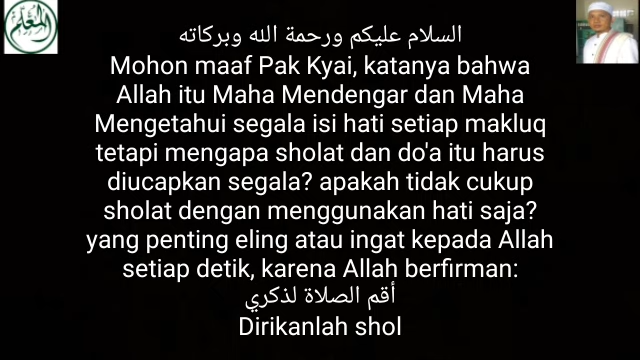 المعلم
السلام عليكم ورحمة الله وبركاته
Mohon maaf Pak Kyai, katanya bahwa
Allah itu Maha Mendengar dan Maha
Mengetahui segala isi hati setiap makluq
tetapi mengapa sholat dan do'a itu harus
diucapkan segala? apakah tidak cukup
sholat dengan menggunakan hati saja?
yang penting eling atau ingat kepada Allah
setiap detik, karena Allah berfirman:
أقم الصلاة لذكري
Dirikanlah shol